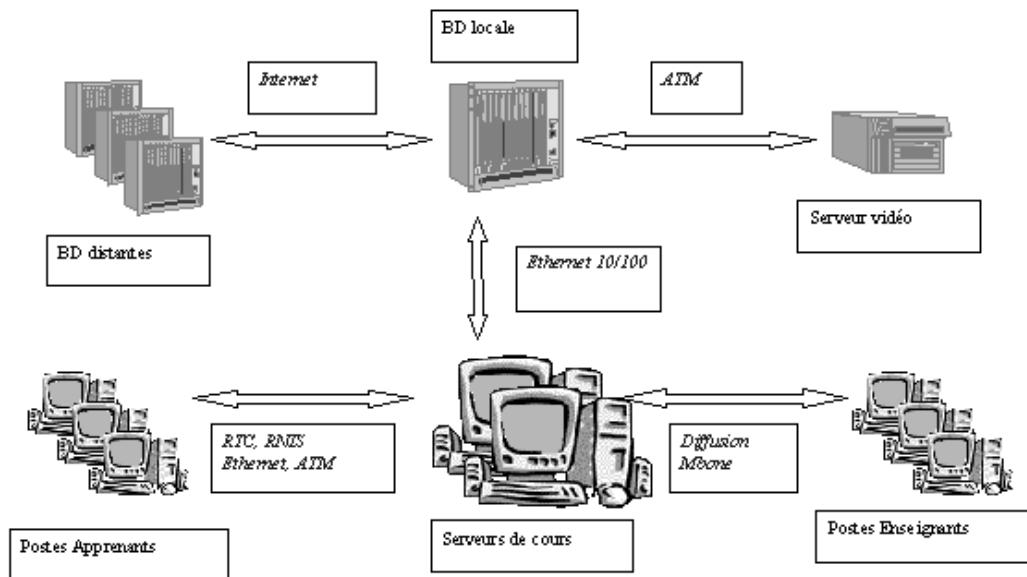 BD locale
Internet
ATM
BD distantes
Serveur vidéo
Ethernet 10/100
RTC, RNIS
Ethernet, ATM
Diffusion
Mbone
Postes Apprenants
Serveurs de cours
Postes Enseignants